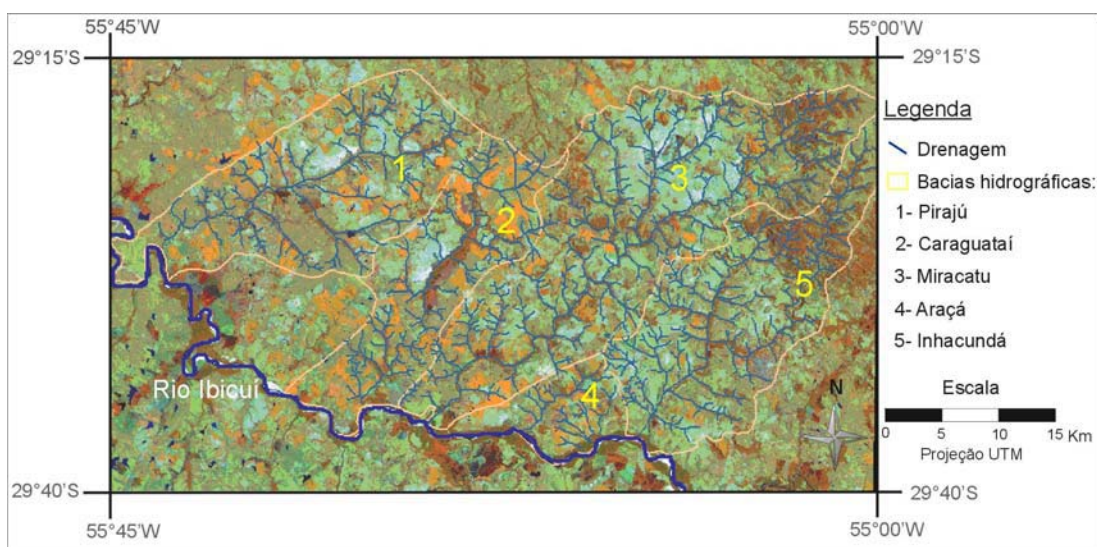 55°45'W
55°00'W
29°15'S
29°15'S
Legenda
Drenagem
Bacias hidrográficas:
1- Pirajú
2- Caraguataí
3- Miracatu
4- Araçá
5- Inhacundá
1
2
3
4
5
Rio Ibicuí
N
Escala
0 5 10 15 Km
Projeção UTM
29°40'S
29°40'S
55°45'W
55°00'W